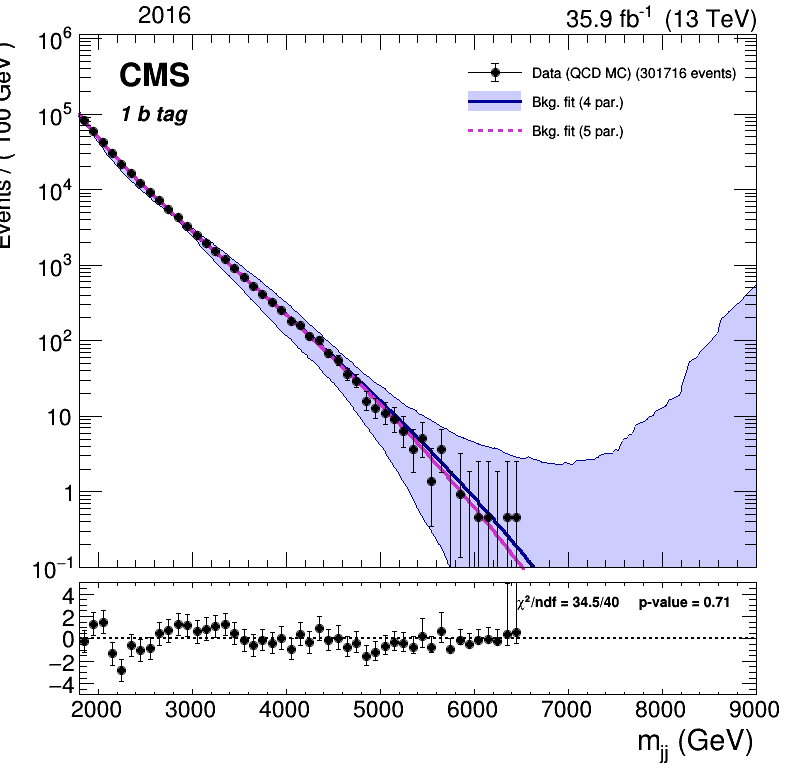 2016
35.9 fb⁻¹ (13 TeV)
CMS
1 b tag
Data (QCD MC) (301716 events)
Bkg. fit (4 par.)
Bkg. fit (5 par.)
Events / ( 100 GeV )
10⁶
10⁵
10⁴
10³
10²
10
1
10⁻¹
χ²/ndf = 34.5/40 p-value = 0.71
4
2
0
−2
−4
2000 3000 4000 5000 6000 7000 8000 9000
m_jj (GeV)